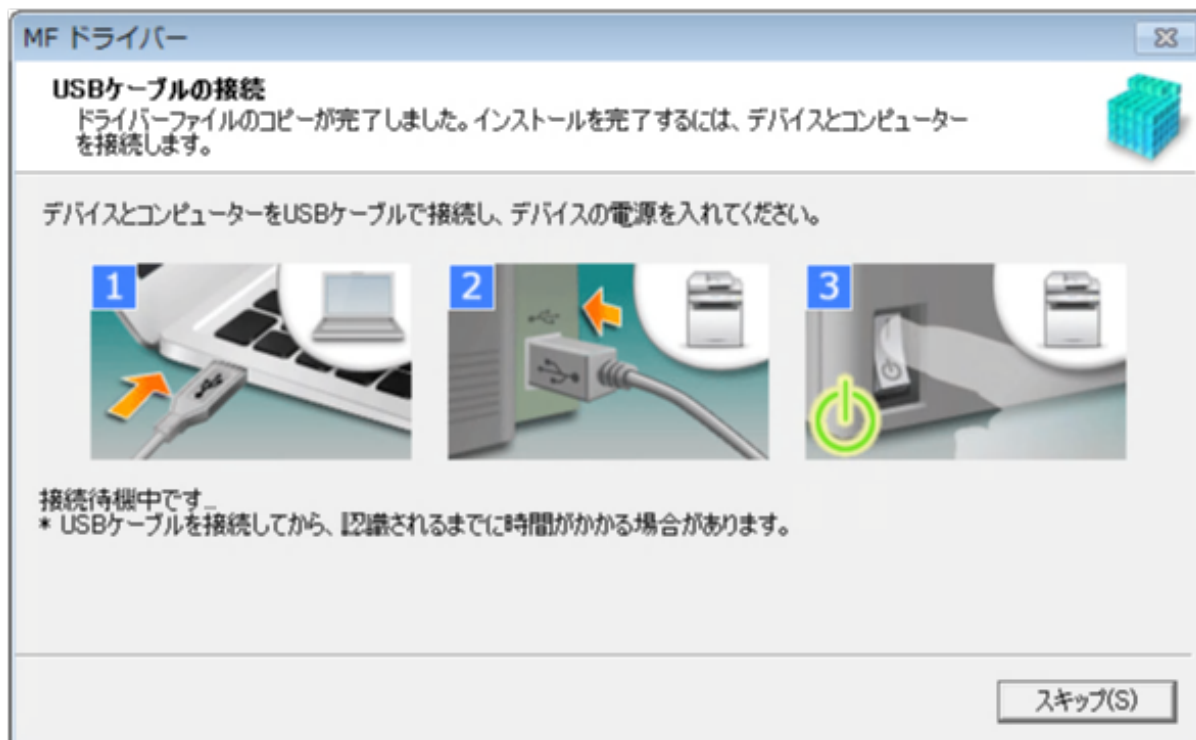 MF ドライバー
USBケーブルの接続
ドライバーファイルのコピーが完了しました。インストールを完了するには、デバイスとコンピューター
を接続します。
デバイスとコンピューターをUSBケーブルで接続し、デバイスの電源を入れてください。
1
2
3
接続待機中です...
* USBケーブルを接続してから、認識されるまでに時間がかかる場合があります。
スキップ(S)